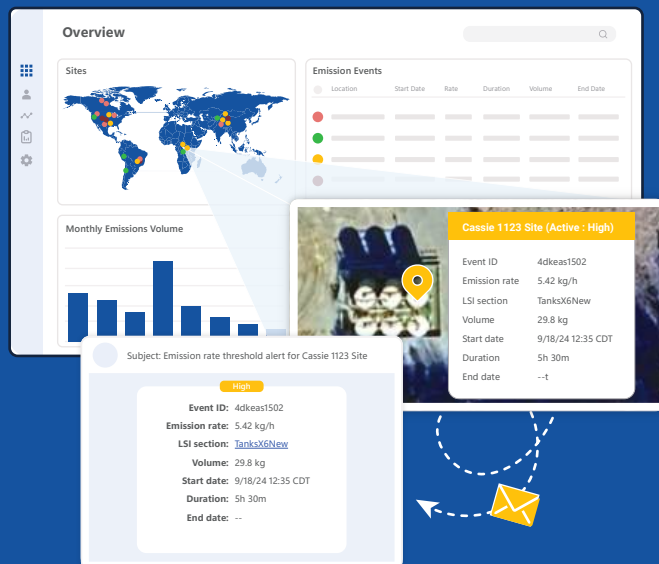 Overview
Sites
Emission Events
Location Start Date Rate Duration Volume End Date
Monthly Emissions Volume
Cassie 1123 Site (Active : High)
Event ID 4dkeas1502
Emission rate 5.42 kg/h
LSI section TanksX6New
Volume 29.8 kg
Start date 9/18/24 12:35 CDT
Duration 5h 30m
End date --t
Subject: Emission rate threshold alert for Cassie 1123 Site
High
Event ID: 4dkeas1502
Emission rate: 5.42 kg/h
LSI section: TanksX6New
Volume: 29.8 kg
Start date: 9/18/24 12:35 CDT
Duration: 5h 30m
End date: --